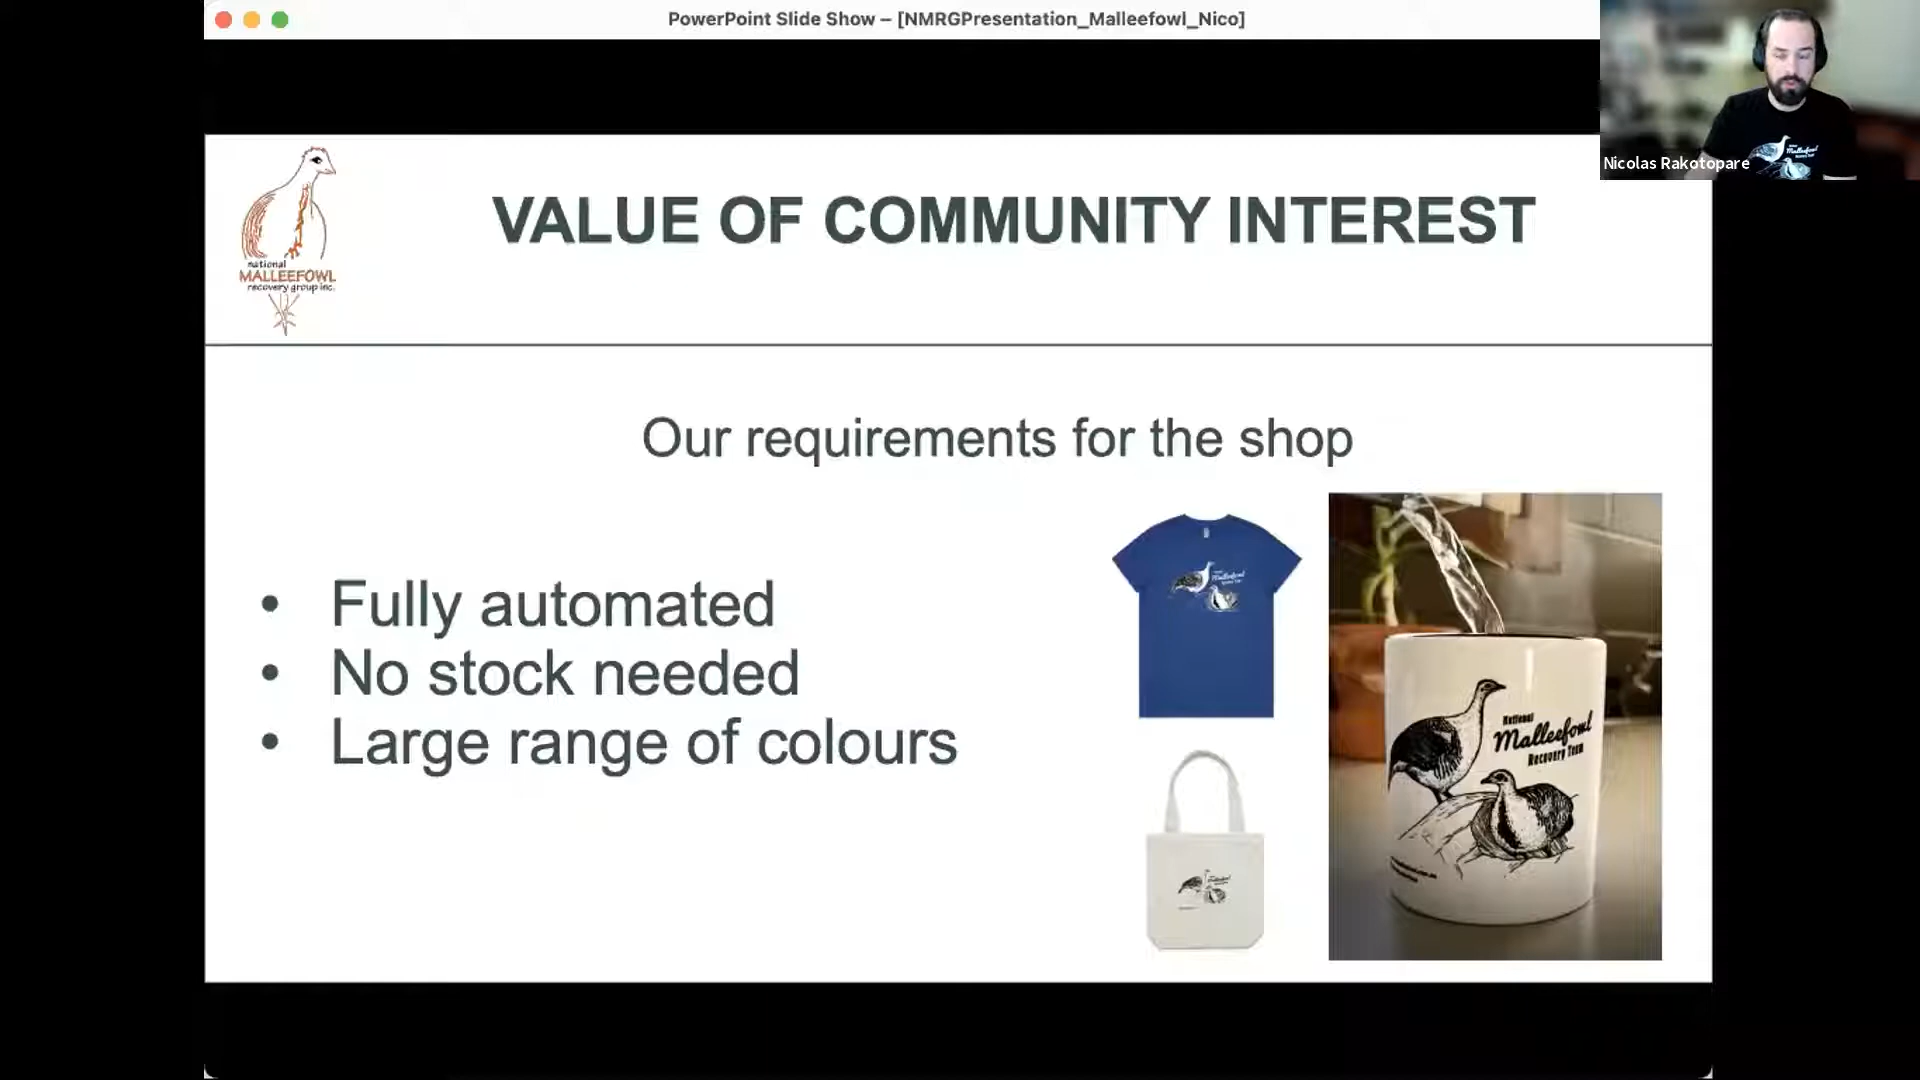 PowerPoint Slide Show – [NMRGPresentation_Malleefowl_Nico]
Nicolas Rakotopare
national
MALLEEFOWL
recovery group inc.
VALUE OF COMMUNITY INTEREST
Our requirements for the shop
• Fully automated
• No stock needed
• Large range of colours
Malleefowl
National
Malleefowl
Recovery Team